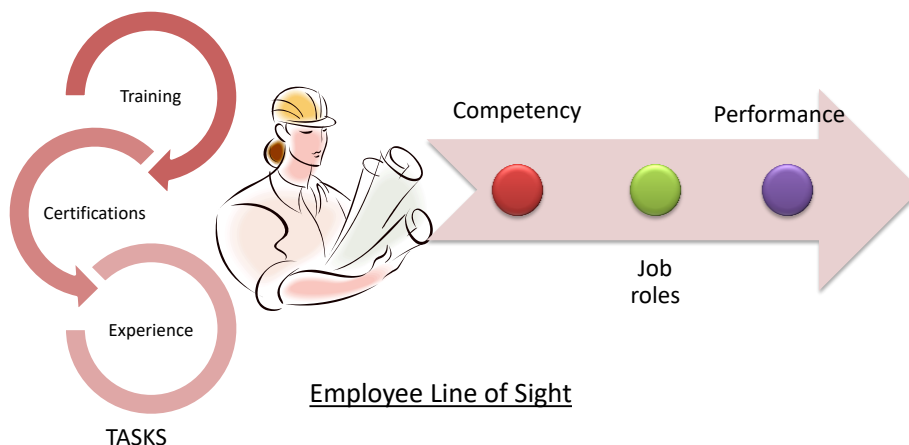 Training
Certifications
Experience
TASKS
Competency
Job
roles
Performance
Employee Line of Sight